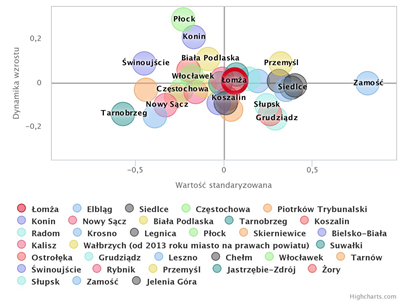 Płock
Konin
0,2
Biała Podlaska
Świnoujście
Przemyśl
Włocławek
Łomża
Zamość
0
Siedlce
Częstochowa
Koszalin
Nowy Sącz
Słupsk
Tarnobrzeg
Grudziądz
−0,2
Dynamika wzrostu
−0,5
0
0,5
Wartość standaryzowana
Łomża Elbląg Siedlce Częstochowa Piotrków Trybunalski
Konin Nowy Sącz Biała Podlaska Tarnobrzeg Koszalin
Radom Krosno Legnica Płock Skierniewice Bielsko-Biała
Kalisz Wałbrzych (od 2013 roku miasto na prawach powiatu) Suwałki
Ostrołęka Grudziądz Leszno Chełm Włocławek Tarnów
Świnoujście Rybnik Przemyśl Jastrzębie-Zdrój Żory
Słupsk Zamość Jelenia Góra
Highcharts.com